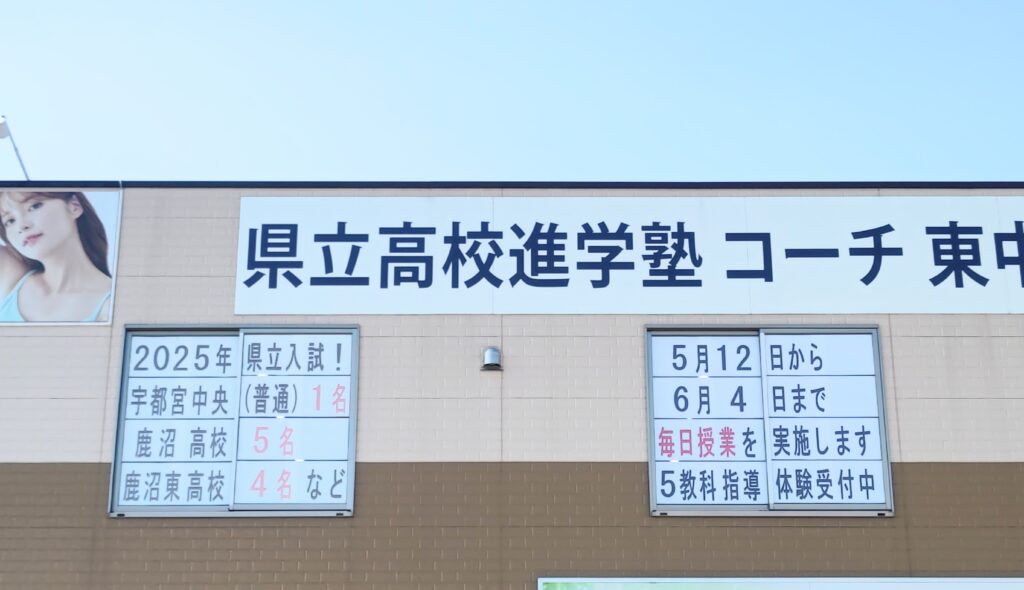 県立高校進学塾 コーチ 東中
2025年 県立入試!
宇都宮中央 (普通) 1名
鹿沼 高校 5名
鹿沼東高校 4名 など
5月12日から
6月 4日まで
毎日授業を実施します
5教科指導 体験受付中